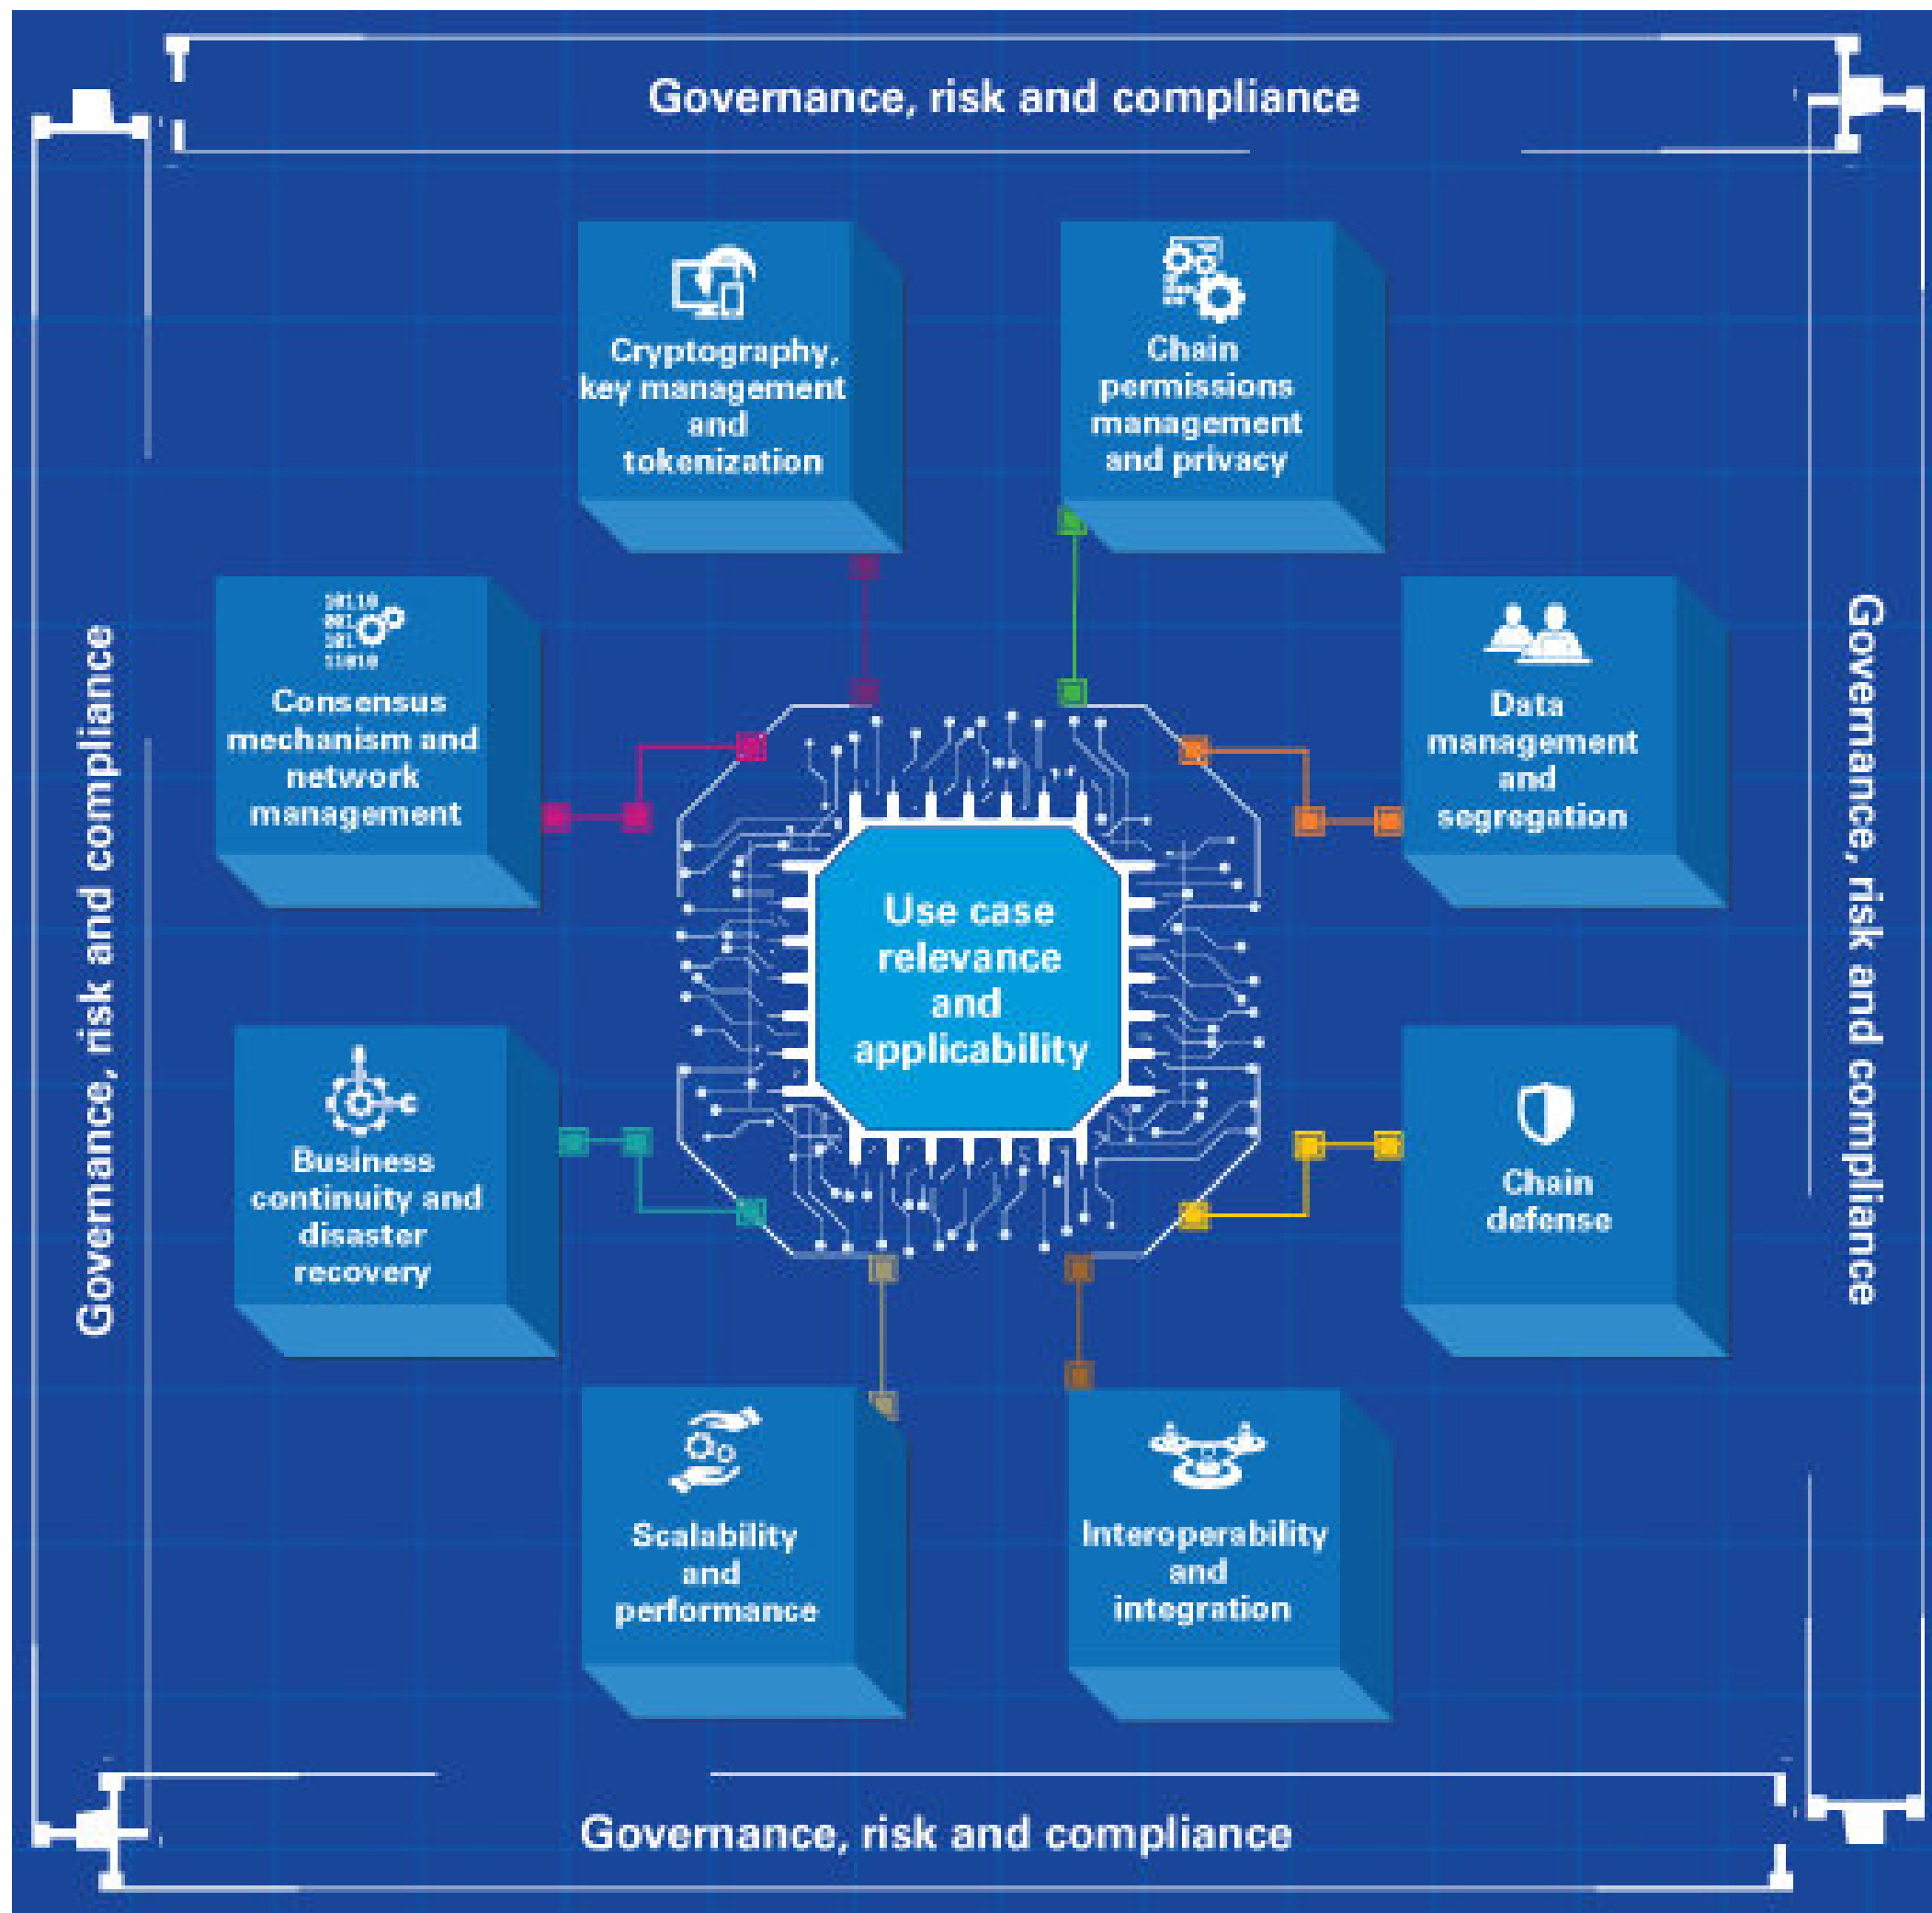 Governance, risk and compliance
Cryptography,
key management
and
tokenization
Chain
permissions
management
and privacy
Consensus
mechanism and
network
management
Data
management
and
segregation
Governance, risk and compliance
Governance, risk and compliance
Use case
relevance
and
applicability
Business
continuity and
disaster
recovery
Chain
defense
Scalability
and
performance
Interoperability
and
integration
Governance, risk and compliance